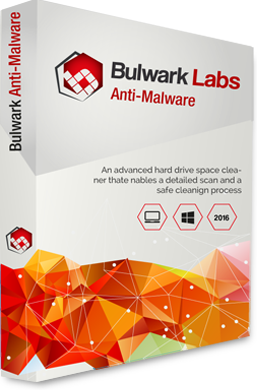 Bulwark Labs
Anti-Malware
An advanced hard drive space clea-
ner thate nables a detailed scan and a
safe cleanign process
2016
Bulwark Anti-Malware